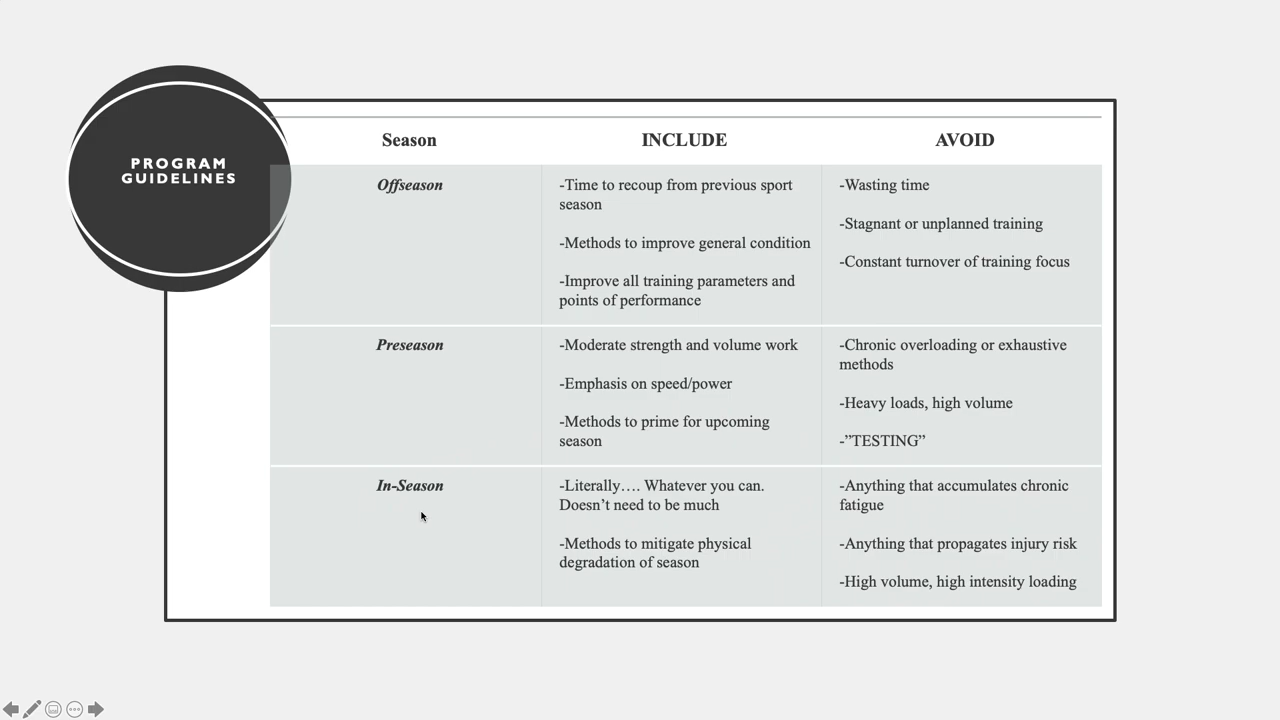 PROGRAM
GUIDELINES
Season
INCLUDE
AVOID
Offseason
-Time to recoup from previous sport
season
-Methods to improve general condition
-Improve all training parameters and
points of performance
-Wasting time
-Stagnant or unplanned training
-Constant turnover of training focus
Preseason
-Moderate strength and volume work
-Emphasis on speed/power
-Methods to prime for upcoming
season
-Chronic overloading or exhaustive
methods
-Heavy loads, high volume
-”TESTING”
In-Season
-Literally…. Whatever you can.
Doesn’t need to be much
-Methods to mitigate physical
degradation of season
-Anything that accumulates chronic
fatigue
-Anything that propagates injury risk
-High volume, high intensity loading